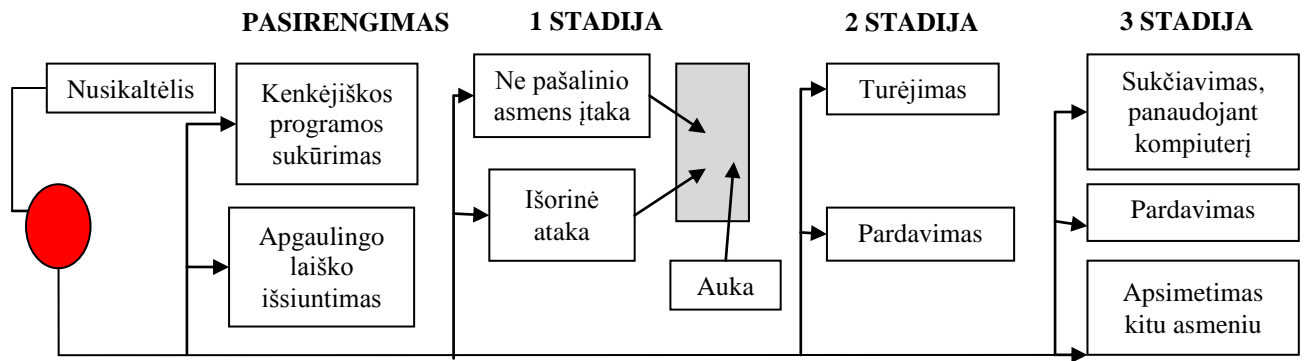 PASIRENGIMAS
1 STADIJA
2 STADIJA
3 STADIJA
Nusikaltėlis
Kenkėjiškos
programos
sukūrimas
Apgaulingo
laiško
išsiuntimas
Ne pašalinio
asmens įtaka
Išorinė
ataka
Auka
Turėjimas
Pardavimas
Sukčiavimas,
panaudojant
kompiuterį
Pardavimas
Apsimetimas
kitu asmeniu